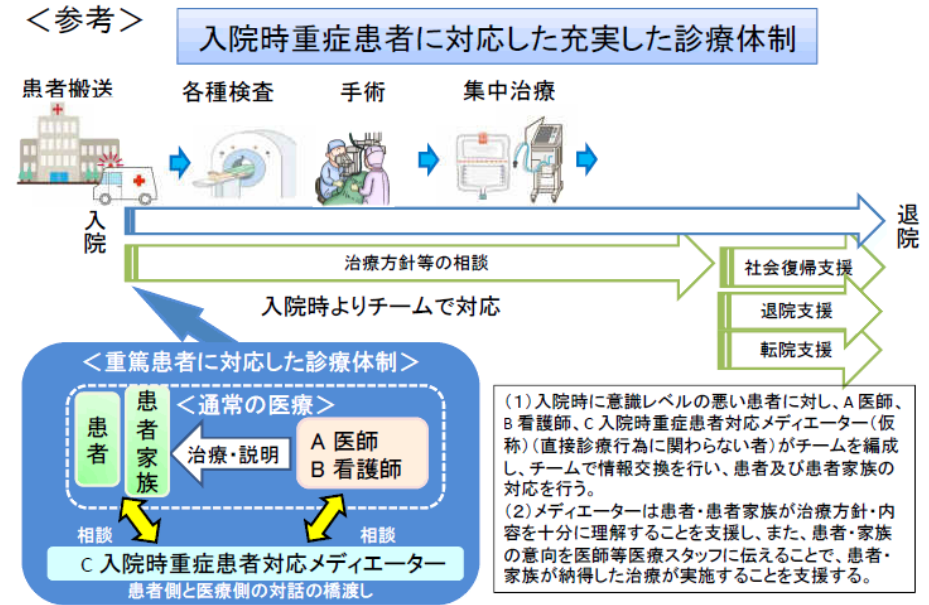 ＜参考＞
入院時重症患者に対応した充実した診療体制
患者搬送
各種検査
手術
集中治療
入院
退院
治療方針等の相談
社会復帰支援
入院時よりチームで対応
退院支援
転院支援
＜重篤患者に対応した診療体制＞
＜通常の医療＞
患者
患者家族
治療・説明
A 医師
B 看護師
相談
相談
C 入院時重症患者対応メディエーター
患者側と医療側の対話の橋渡し
（１）入院時に意識レベルの悪い患者に対し、A 医師、
B 看護師、C 入院時重症患者対応メディエーター（仮
称）（直接診療行為に関わらない者）がチームを編成
し、チームで情報交換を行い、患者及び患者家族の
対応を行う。
（２）メディエーターは患者・患者家族が治療方針・内
容を十分に理解することを支援し、また、患者・家族
の意向を医師等医療スタッフに伝えることで、患者・
家族が納得した治療が実施することを支援する。